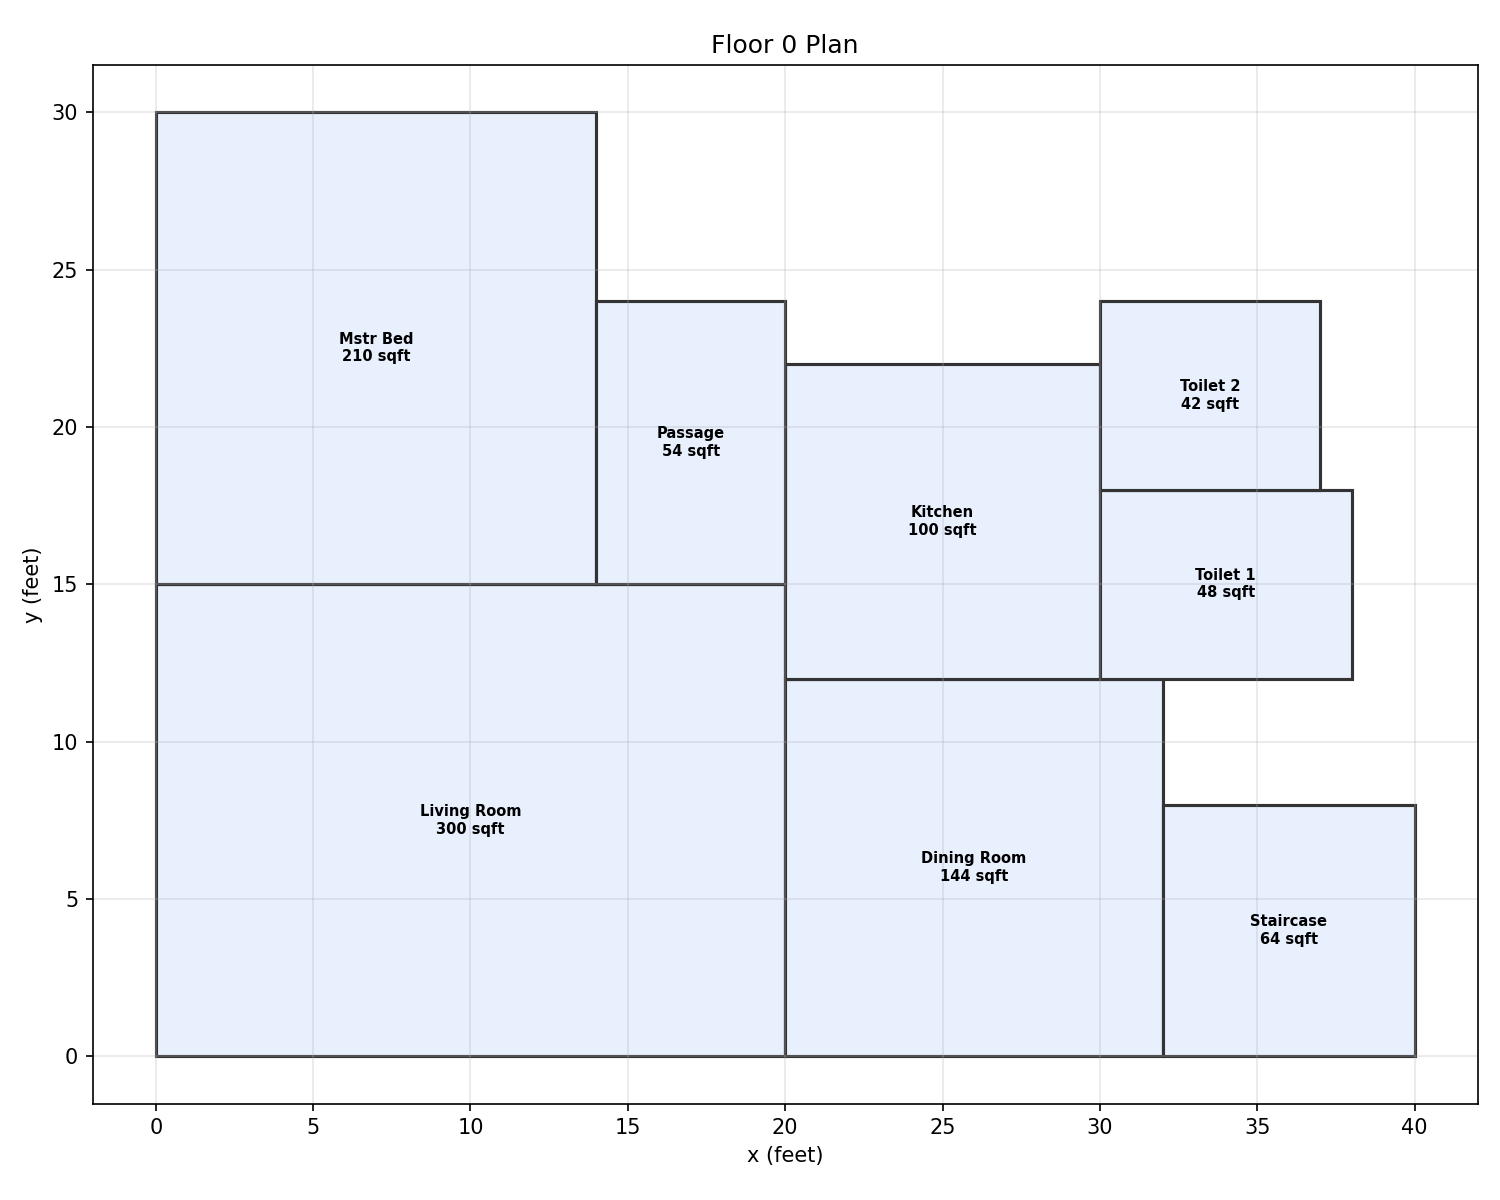 Floor 0 Plan
30
25
20
15
10
5
0
y (feet)
Mstr Bed
210 sqft
Passage
54 sqft
Toilet 2
42 sqft
Kitchen
100 sqft
Toilet 1
48 sqft
Living Room
300 sqft
Dining Room
144 sqft
Staircase
64 sqft
0 5 10 15 20 25 30 35 40
x (feet)